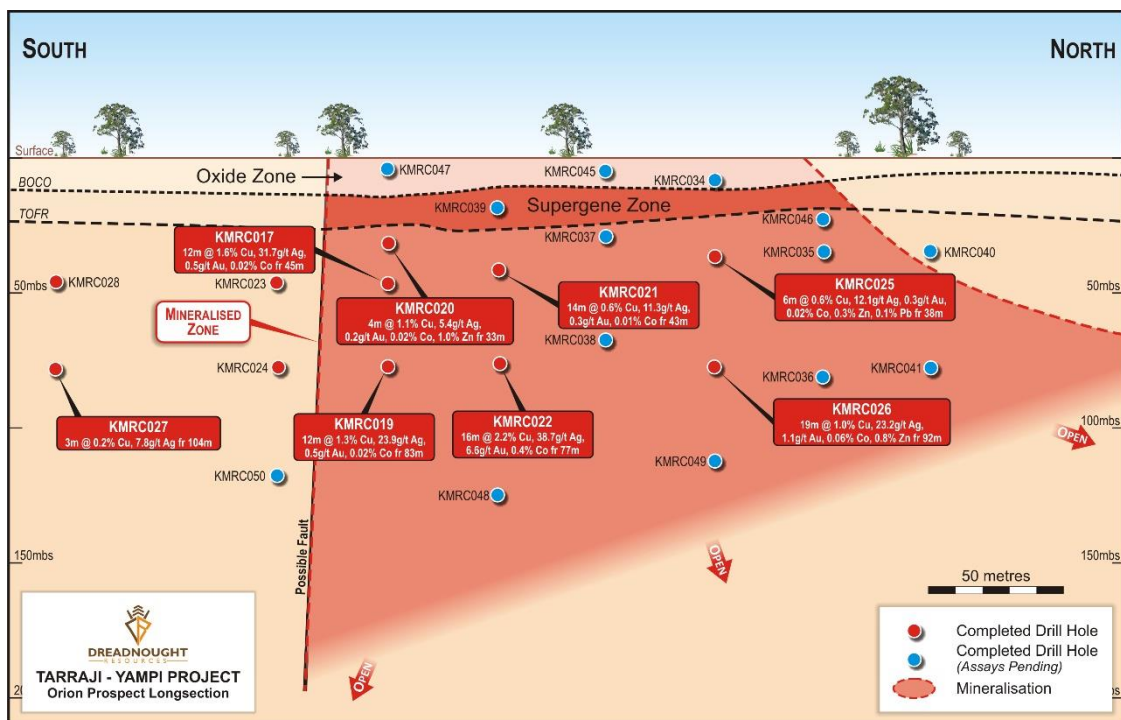 SOUTH
NORTH
Surface
BOCO
TOFR
Oxide Zone
Supergene Zone
KMRC047
KMRC045
KMRC034
KMRC039
KMRC037
KMRC046
KMRC035
KMRC040
KMRC017
12m @ 1.6% Cu, 31.7g/t Ag,
0.5g/t Au, 0.02% Co fr 45m
KMRC028
KMRC023
50mbs
50mbs
MINERALISED
ZONE
KMRC020
4m @ 1.1% Cu, 5.4g/t Ag,
0.2g/t Au, 0.02% Co, 1.0% Zn fr 33m
KMRC021
14m @ 0.6% Cu, 11.3g/t Ag,
0.3g/t Au, 0.01% Co fr 43m
KMRC025
6m @ 0.6% Cu, 12.1g/t Ag, 0.3g/t Au,
0.02% Co, 0.3% Zn, 0.1% Pb fr 38m
KMRC038
KMRC024
KMRC036
KMRC041
KMRC027
3m @ 0.2% Cu, 7.8g/t Ag fr 104m
KMRC019
12m @ 1.3% Cu, 23.9g/t Ag,
0.5g/t Au, 0.02% Co fr 83m
KMRC022
16m @ 2.2% Cu, 38.7g/t Ag,
6.6g/t Au, 0.4% Co fr 77m
KMRC026
19m @ 1.0% Cu, 23.2g/t Ag,
1.1g/t Au, 0.06% Co, 0.8% Zn fr 92m
100mbs
OPEN
KMRC050
KMRC048
KMRC049
Possible Fault
150mbs
150mbs
OPEN
OPEN
50 metres
DREADNOUGHT
RESOURCES
TARRAJI - YAMPI PROJECT
Orion Prospect Longsection
Completed Drill Hole
Completed Drill Hole
(Assays Pending)
Mineralisation